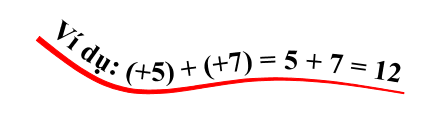 Ví dụ: (+5) + (+7) = 5 + 7 = 12